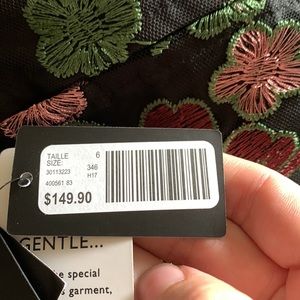 TAILLE 6
SIZE:
30113223 346
H17
400561 83
$149.90
GENTLE...
special
garment,